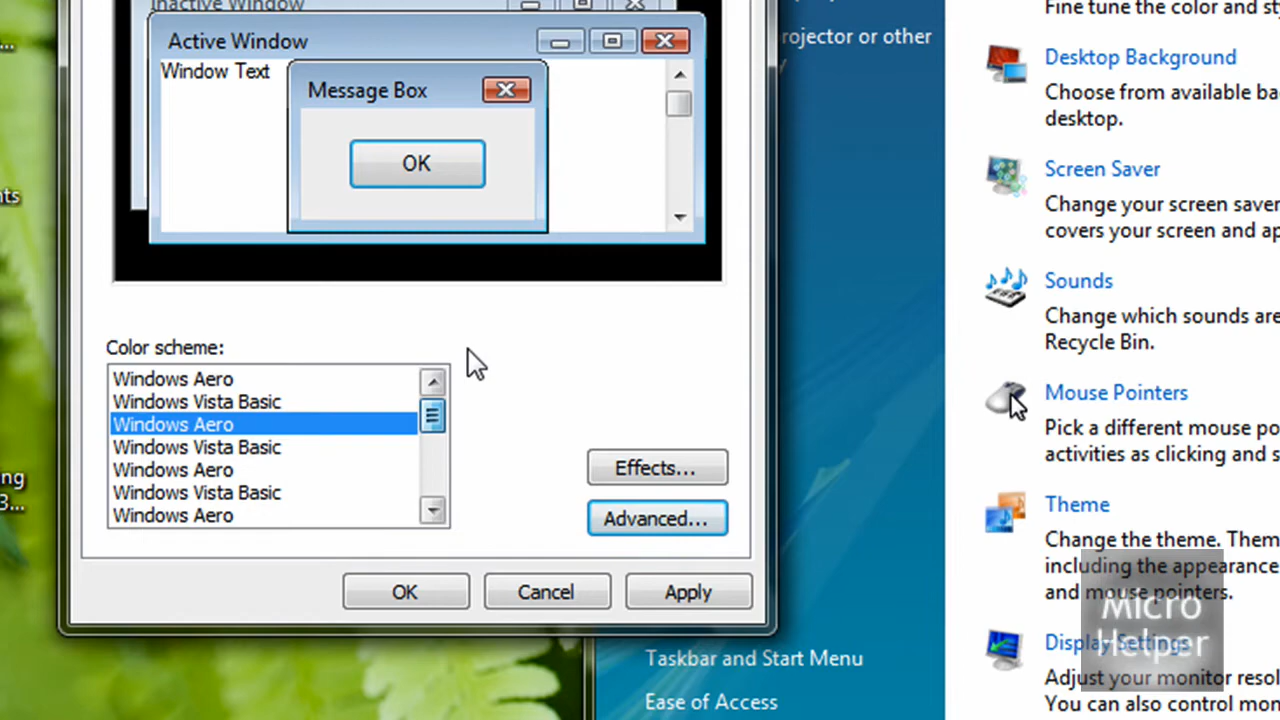 Inactive Window
Active Window
Window Text
Message Box
OK
Color scheme:
Windows Aero
Windows Vista Basic
Windows Aero
Windows Vista Basic
Windows Aero
Windows Vista Basic
Windows Aero
Effects...
Advanced...
OK
Cancel
Apply
...
nts
ng
3...
rojector or other
y
Taskbar and Start Menu
Ease of Access
Fine tune the color and sty
Desktop Background
Choose from available ba
desktop.
Screen Saver
Change your screen saver
covers your screen and ap
Sounds
Change which sounds are
Recycle Bin.
Mouse Pointers
Pick a different mouse po
activities as clicking and s
Theme
Change the theme. Them
including the appearance
and mouse pointers.
Display Settings
Adjust your monitor resol
You can also control mon
Micro
Helper